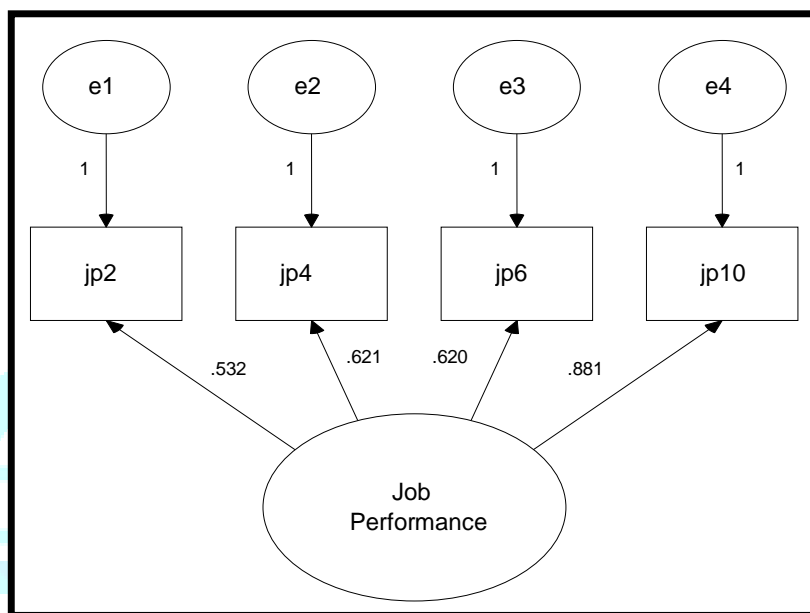 e1
e2
e3
e4
1
1
1
1
jp2
jp4
jp6
jp10
.532
.621
.620
.881
Job
Performance